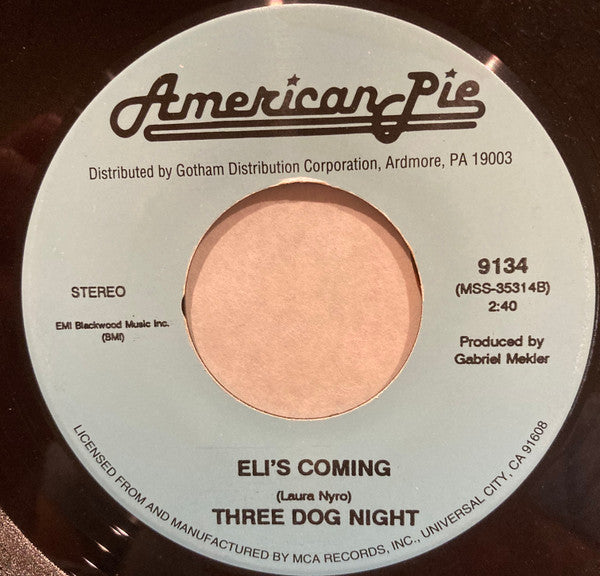 American Pie
Distributed by Gotham Distribution Corporation, Ardmore, PA 19003
STEREO
EMI Blackwood Music Inc.
(BMI)
9134
(MSS-35314B)
2:40
Produced by
Gabriel Mekler
ELI'S COMING
(Laura Nyro)
THREE DOG NIGHT
LICENSED FROM AND MANUFACTURED BY MCA RECORDS, INC., UNIVERSAL CITY, CA 91608